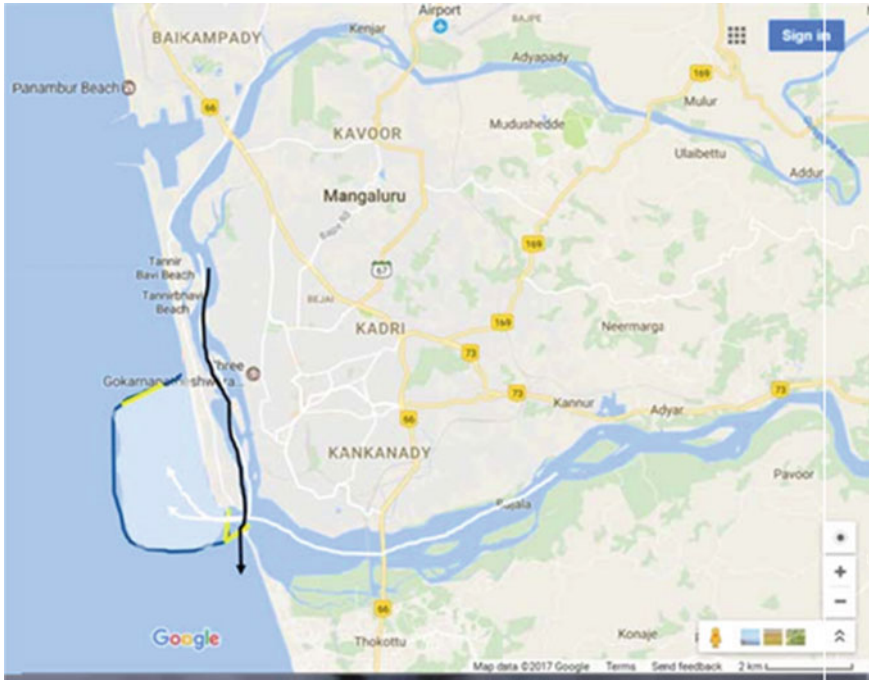 Airport
BAJPE
BAIKAMPADY
Kenjar
Sign in
Adyapady
169
Panambur Beach
66
Mulur
KAVOOR
Mudushedde
Ulaibettu
Addur
Mangaluru
Bajpe
169
Tannir
Bavi Beach
67
Tannirbhavi
Beach
BEJAI
KADRI
169
Neermarga
73
Three
73
73
Kannur
Adyar
66
KANKANADY
Pavoor
66
Google
Thokottu
Konaje
Map data ©2017 Google
Terms
Send feedback
2 km